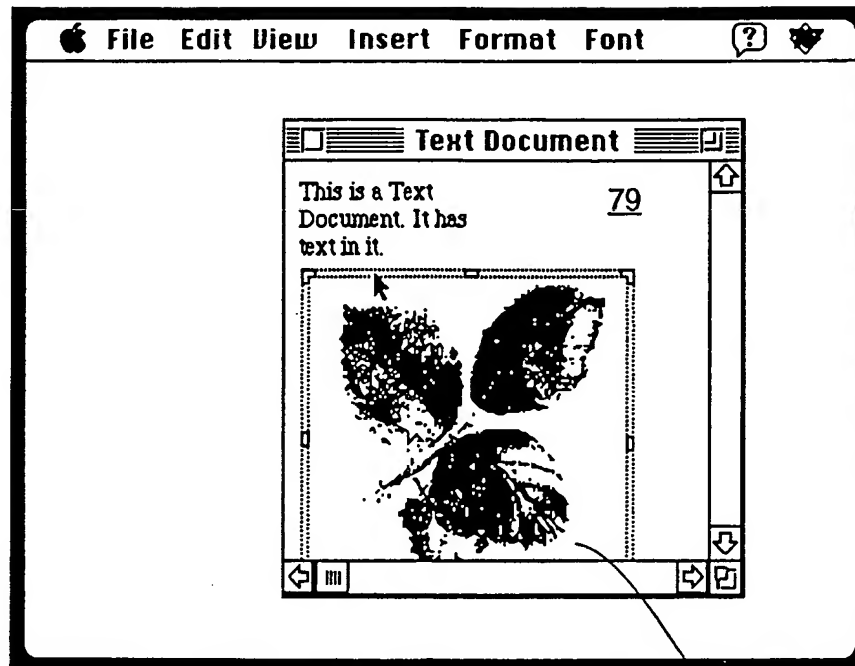 File Edit View Insert Format Font ?
Text Document
This is a Text
Document. It has
text in it.
79